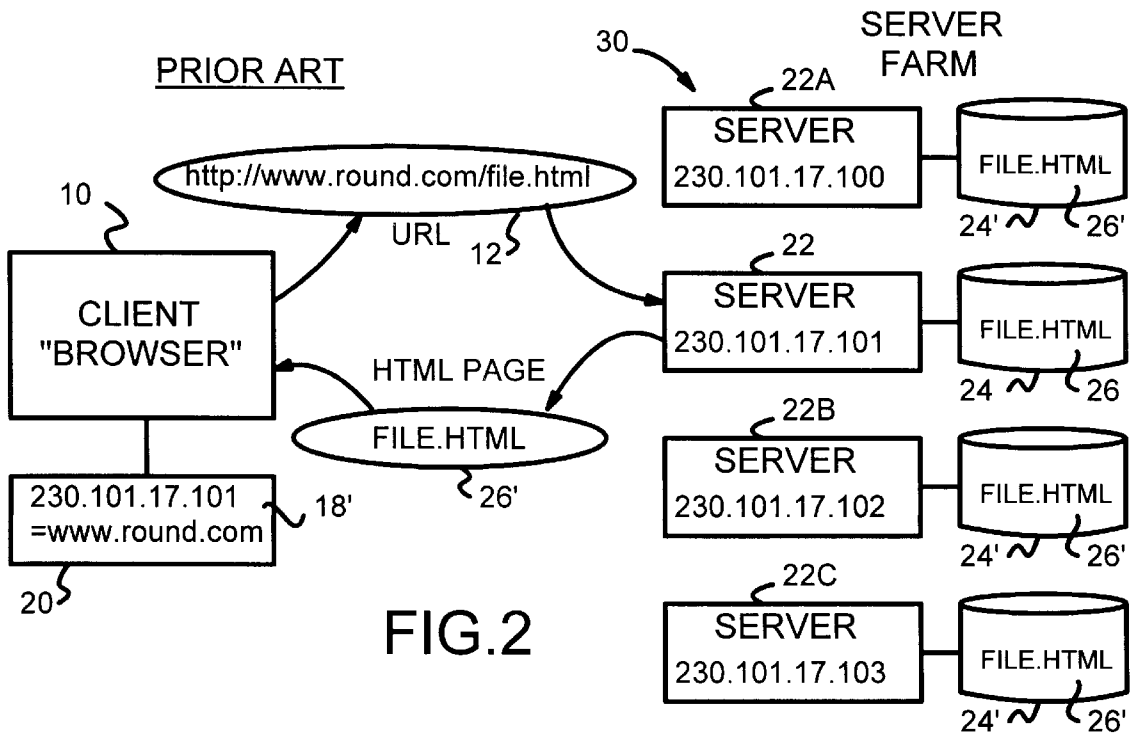 PRIOR ART
30
SERVER
FARM
22A
SERVER
230.101.17.100
FILE.HTML
24'
26'
http://www.round.com/file.html
URL
12
10
CLIENT
"BROWSER"
22
SERVER
230.101.17.101
FILE.HTML
24
26
HTML PAGE
FILE.HTML
26'
22B
SERVER
230.101.17.102
FILE.HTML
24'
26'
230.101.17.101
=www.round.com
18'
20
22C
SERVER
230.101.17.103
FILE.HTML
24'
26'
FIG.2